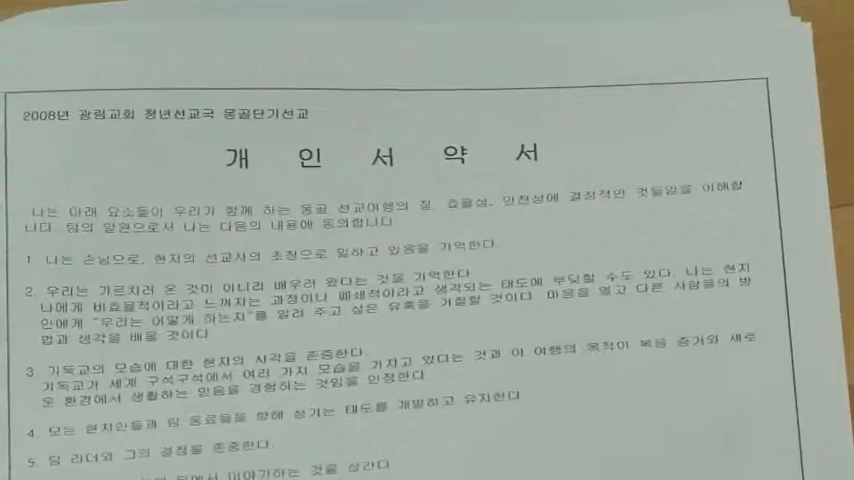 2008년 광림교회 청년선교국 몽골단기선교
개 인 서 약 서
나는 아래 요소들이 우리가 함께 하는 몽골 선교여행의 질, 효율성, 안전성에 결정적인 것들임을 이해합
니다. 팀의 일원으로서 나는 다음의 내용에 동의합니다.
1. 나는 손님으로, 현지의 선교사의 초청으로 일하고 있음을 기억한다.
2. 우리는 가르치러 온 것이 아니라 배우러 왔다는 것을 기억한다.
나에게 비효율적이라고 느껴지는 과정이나 폐쇄적이라고 생각되는 태도에 부딪할 수도 있다. 나는 현지
인에게 "우리는 어떻게 하는지"를 알려 주고 싶은 유혹을 거절할 것이다. 마음을 열고 다른 사람들의 방
법과 생각을 배울 것이다.
3. 기독교의 모습에 대한 현지의 시각을 존중한다.
기독교가 세계 구석구석에서 여러 가지 모습을 가지고 있다는 것과 이 여행의 목적이 복음 증거와 새로
운 환경에서 생활하는 믿음을 경험하는 것임을 인정한다.
4. 모든 현지인들과 팀 동료들을 향해 섬기는 태도를 개발하고 유지한다.
5. 팀 리더와 그의 결정을 존중한다.
뒤에서 이야기하는 것을 삼간다.